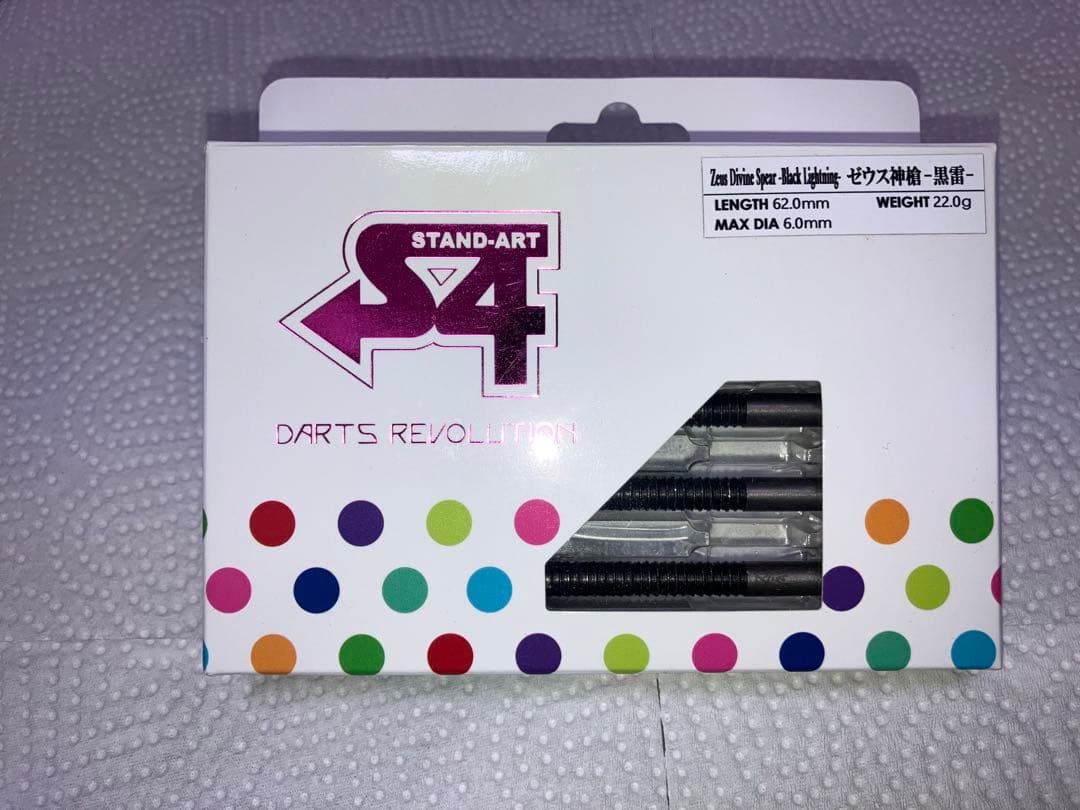 Zeus Divine Spear -Black Lightning- ゼウス神槍 -黒雷-
LENGTH 62.0mm WEIGHT 22.0g
MAX DIA 6.0mm
STAND-ART
S4
DARTS REVOLUTION